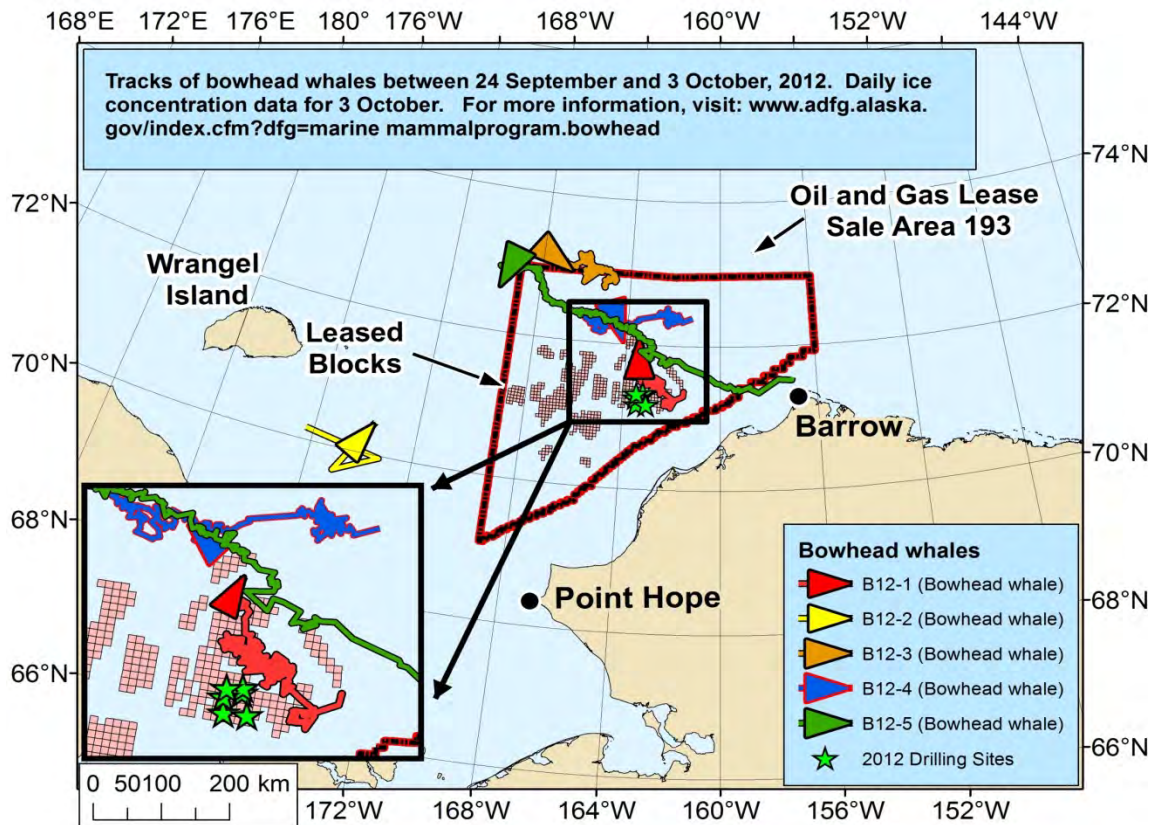 168°E 172°E 176°E 180° 176°W 168°W 160°W 152°W 144°W
Tracks of bowhead whales between 24 September and 3 October, 2012. Daily ice
concentration data for 3 October. For more information, visit: www.adfg.alaska.
gov/index.cfm?dfg=marine mammalprogram.bowhead
74°N
72°N
Oil and Gas Lease
Sale Area 193
Wrangel
Island
72°N
Leased
Blocks
70°N
Barrow
70°N
68°N
Point Hope
68°N
66°N
66°N
Bowhead whales
B12-1 (Bowhead whale)
B12-2 (Bowhead whale)
B12-3 (Bowhead whale)
B12-4 (Bowhead whale)
B12-5 (Bowhead whale)
2012 Drilling Sites
0 50100 200 km
172°W 168°W 164°W 160°W 156°W 152°W